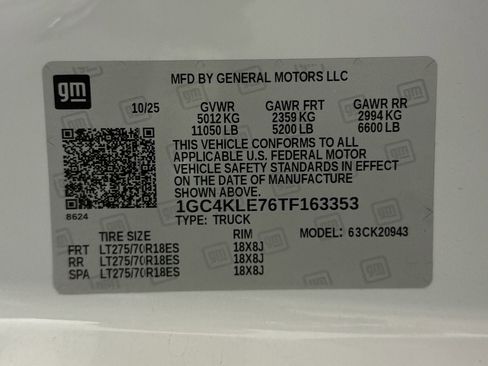 gm
MFD BY GENERAL MOTORS LLC
10/25 GVWR GAWR FRT GAWR RR
5012 KG 2359 KG 2994 KG
11050 LB 5200 LB 6600 LB
THIS VEHICLE CONFORMS TO ALL
APPLICABLE U.S. FEDERAL MOTOR
VEHICLE SAFETY STANDARDS IN EFFECT
ON THE DATE OF MANUFACTURE
SHOWN ABOVE.
8624
1GC4KLE76TF163353
TYPE: TRUCK MODEL: 63CK20943
TIRE SIZE RIM
FRT LT275/70R18ES 18X8J
RR LT275/70R18ES 18X8J
SPA LT275/70R18ES 18X8J